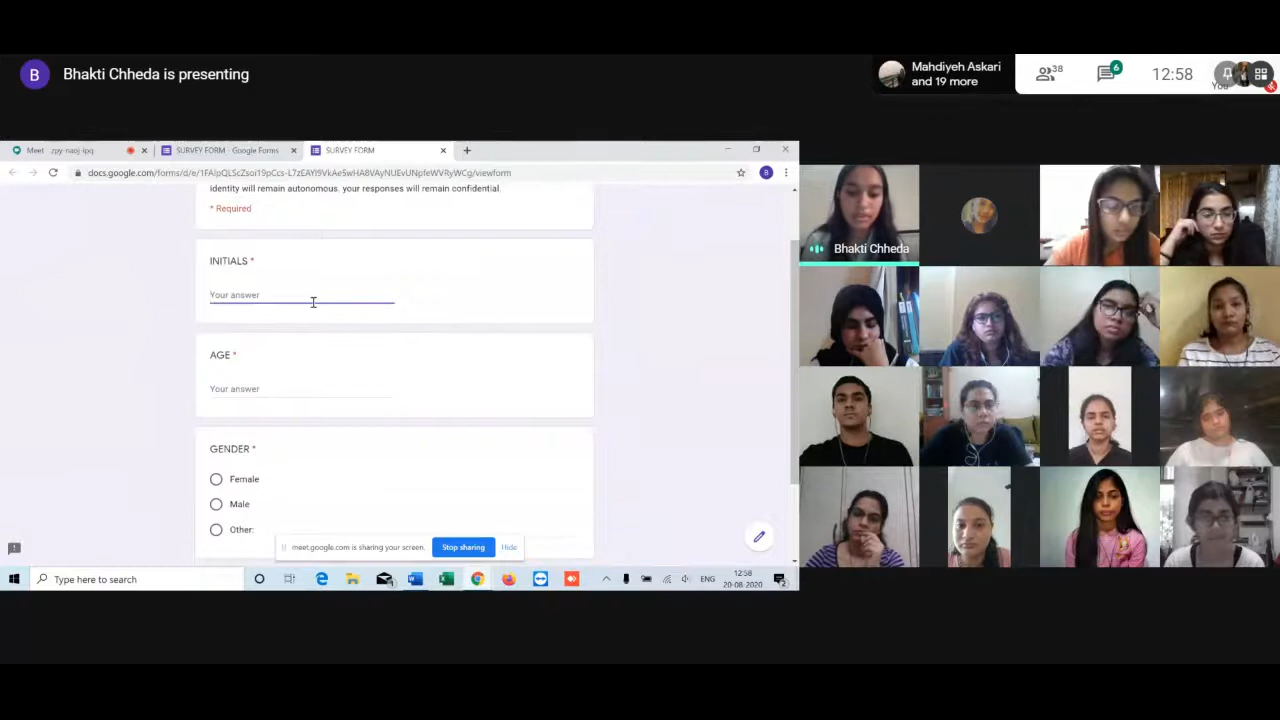 B
Bhakti Chheda is presenting
Mahdiyeh Askari
and 19 more
38
6
12:58
You
Meet
zpy-naoj-ipq
SURVEY FORM - Google Forms
SURVEY FORM
identity will remain autonomous. your responses will remain confidential.
* Required
INITIALS *
Your answer
AGE *
Your answer
GENDER *
Female
Male
Other:
meet.google.com is sharing your screen.
Stop sharing
Hide
Type here to search
ENG
12:58
20-08-2020
Bhakti Chheda